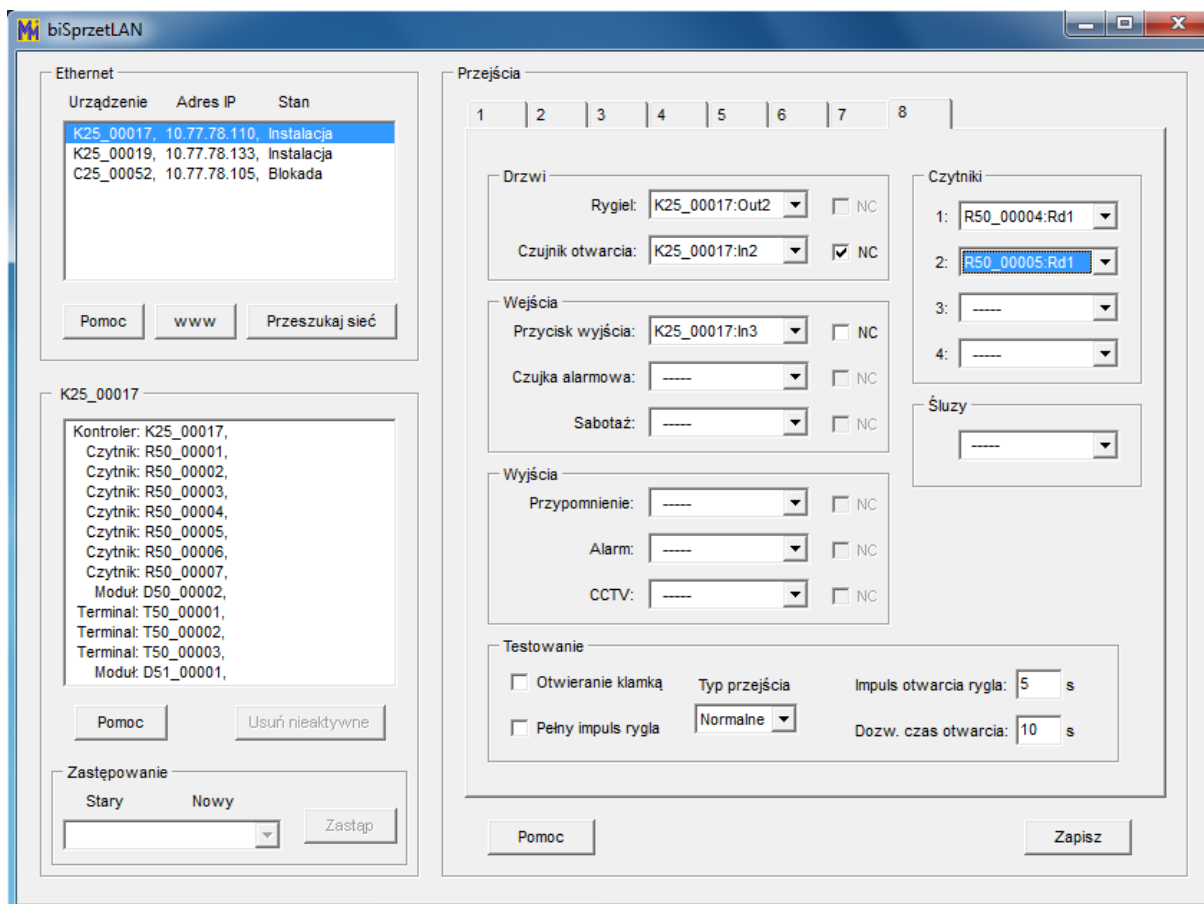 biSprzetLAN
Ethernet
Urządzenie Adres IP Stan
K25_00017, 10.77.78.110, Instalacja
K25_00019, 10.77.78.133, Instalacja
C25_00052, 10.77.78.105, Blokada
Pomoc www Przeszukaj sieć
K25_00017
Kontroler: K25_00017,
Czytnik: R50_00001,
Czytnik: R50_00002,
Czytnik: R50_00003,
Czytnik: R50_00004,
Czytnik: R50_00005,
Czytnik: R50_00006,
Czytnik: R50_00007,
Moduł: D50_00002,
Terminal: T50_00001,
Terminal: T50_00002,
Terminal: T50_00003,
Moduł: D51_00001,
Pomoc Usuń nieaktywne
Zastępowanie
Stary Nowy
Zastąp
Przejścia
1 2 3 4 5 6 7 8
Drzwi
Rygiel: K25_00017:Out2 NC
Czujnik otwarcia: K25_00017:In2 NC
Wejścia
Przycisk wyjścia: K25_00017:In3 NC
Czujka alarmowa: ----- NC
Sabotaż: ----- NC
Wyjścia
Przypomnienie: ----- NC
Alarm: ----- NC
CCTV: ----- NC
Czytniki
1: R50_00004:Rd1
2: R50_00005:Rd1
3: -----
4: -----
Śluzy
-----
Testowanie
Otwieranie klamką Typ przejścia Impuls otwarcia rygla: 5 s
Pełny impuls rygla Normalne Dozw. czas otwarcia: 10 s
Pomoc Zapisz